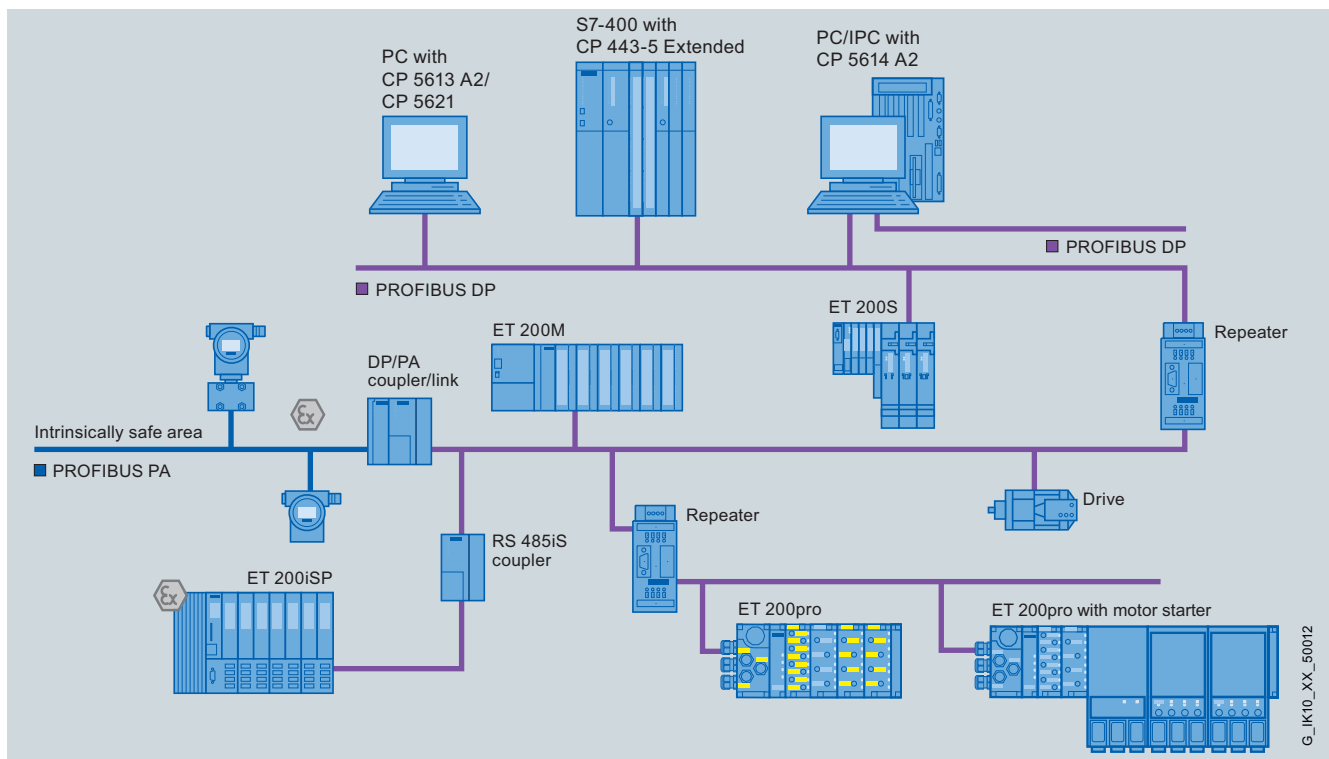 S7-400 with
CP 443-5 Extended
PC with
CP 5613 A2/
CP 5621
PC/IPC with
CP 5614 A2
PROFIBUS DP
PROFIBUS DP
ET 200S
ET 200M
Repeater
DP/PA
coupler/link
Ex
Intrinsically safe area
PROFIBUS PA
Drive
Repeater
RS 485iS
coupler
ET 200iSP
Ex
ET 200pro
ET 200pro with motor starter
G_IK10_XX_50012